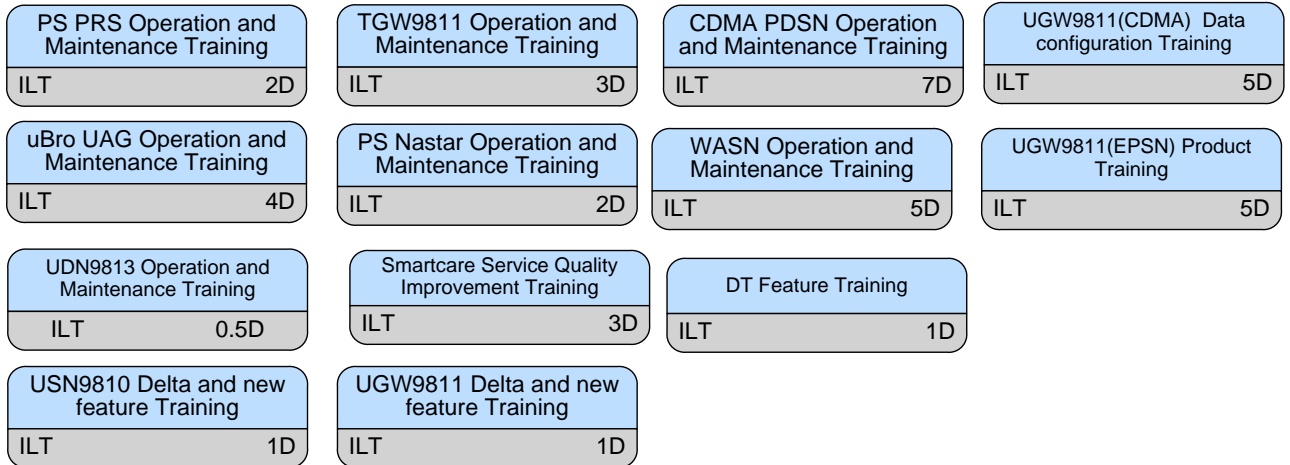 PS PRS Operation and
Maintenance Training
ILT 2D
TGW9811 Operation and
Maintenance Training
ILT 3D
CDMA PDSN Operation
and Maintenance Training
ILT 7D
UGW9811(CDMA) Data
configuration Training
ILT 5D
uBro UAG Operation and
Maintenance Training
ILT 4D
PS Nastar Operation and
Maintenance Training
ILT 2D
WASN Operation and
Maintenance Training
ILT 5D
UGW9811(EPSN) Product
Training
ILT 5D
UDN9813 Operation and
Maintenance Training
ILT 0.5D
Smartcare Service Quality
Improvement Training
ILT 3D
DT Feature Training
ILT 1D
USN9810 Delta and new
feature Training
ILT 1D
UGW9811 Delta and new
feature Training
ILT 1D